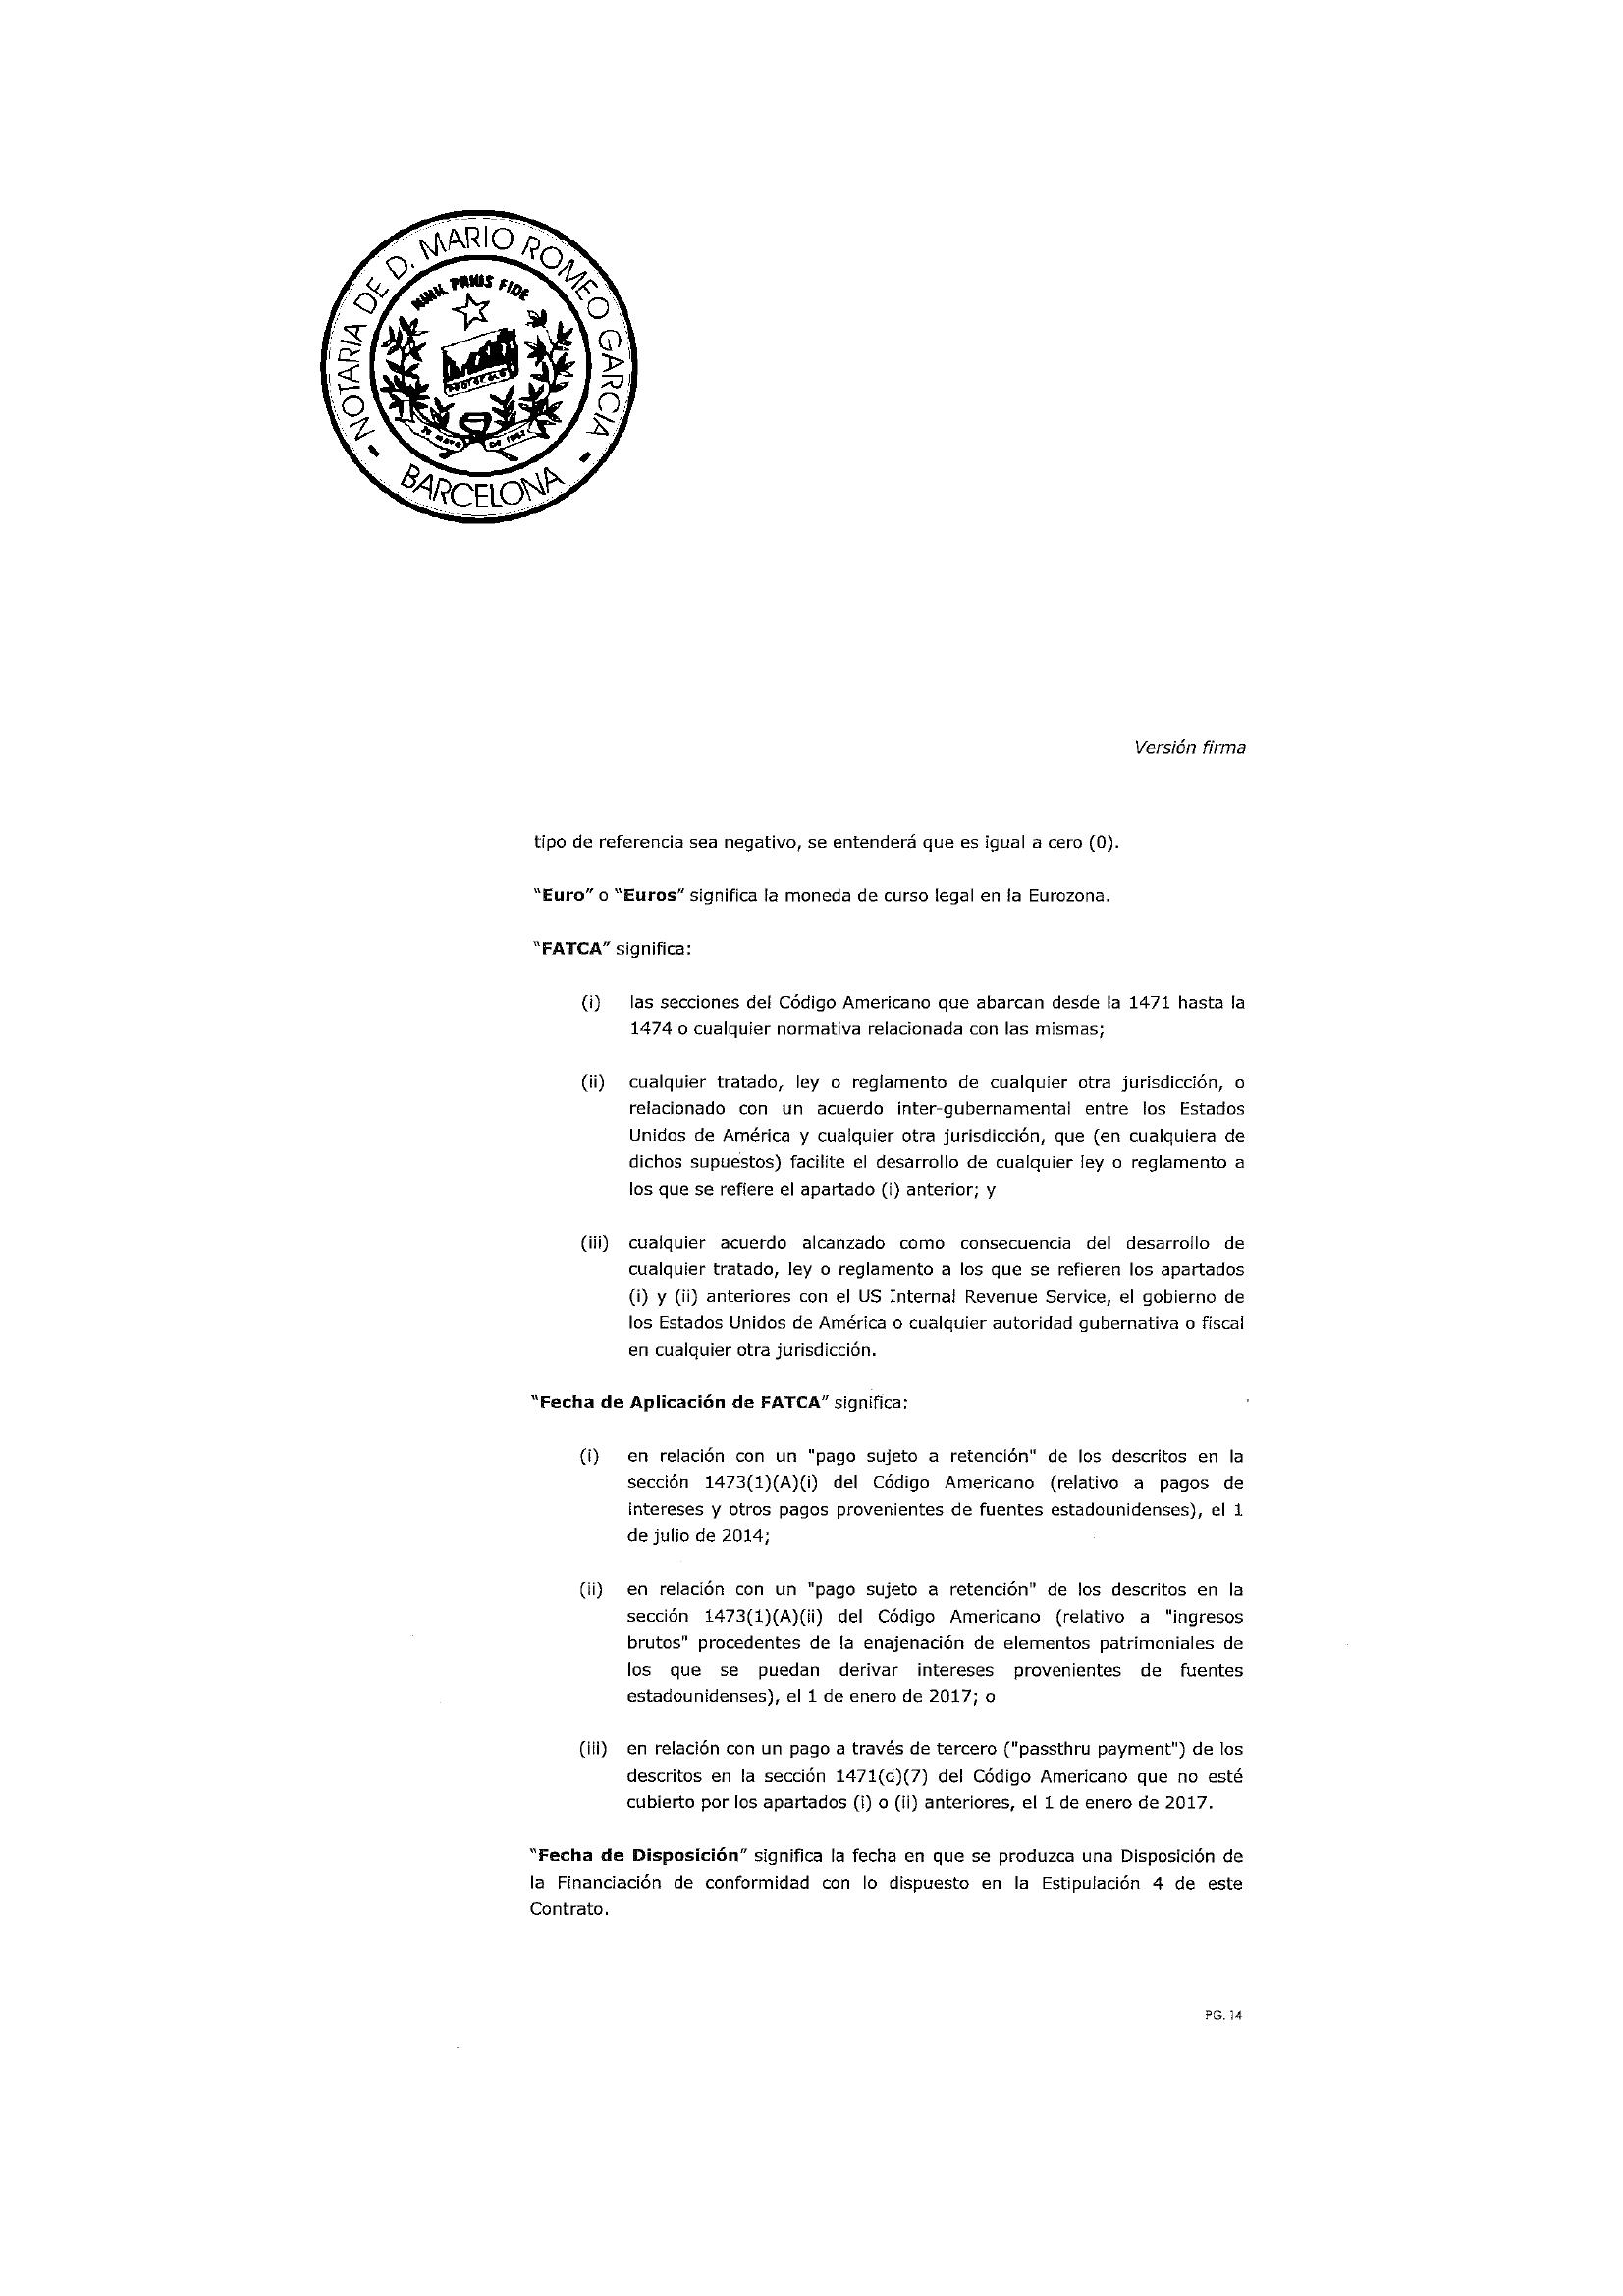 NOTARIA DE D. MARIO ROMEO GARCIA
BARCELONA
Versión firma
tipo de referencia sea negativo, se entenderá que es igual a cero (0).
"Euro" o "Euros" significa la moneda de curso legal en la Eurozona.
"FATCA" significa:
(i) las secciones del Código Americano que abarcan desde la 1471 hasta la
1474 o cualquier normativa relacionada con las mismas;
(ii) cualquier tratado, ley o reglamento de cualquier otra jurisdicción, o
relacionado con un acuerdo inter-gubernamental entre los Estados
Unidos de América y cualquier otra jurisdicción, que (en cualquiera de
dichos supuestos) facilite el desarrollo de cualquier ley o reglamento a
los que se refiere el apartado (i) anterior; y
(iii) cualquier acuerdo alcanzado como consecuencia del desarrollo de
cualquier tratado, ley o reglamento a los que se refieren los apartados
(i) y (ii) anteriores con el US Internal Revenue Service, el gobierno de
los Estados Unidos de América o cualquier autoridad gubernativa o fiscal
en cualquier otra jurisdicción.
"Fecha de Aplicación de FATCA" significa:
(i) en relación con un "pago sujeto a retención" de los descritos en la
sección 1473(1)(A)(i) del Código Americano (relativo a pagos de
intereses y otros pagos provenientes de fuentes estadounidenses), el 1
de julio de 2014;
(ii) en relación con un "pago sujeto a retención" de los descritos en la
sección 1473(1)(A)(ii) del Código Americano (relativo a "ingresos
brutos" procedentes de la enajenación de elementos patrimoniales de
los que se puedan derivar intereses provenientes de fuentes
estadounidenses), el 1 de enero de 2017; o
(iii) en relación con un pago a través de tercero ("passthru payment") de los
descritos en la sección 1471(d)(7) del Código Americano que no esté
cubierto por los apartados (i) o (ii) anteriores, el 1 de enero de 2017.
"Fecha de Disposición" significa la fecha en que se produzca una Disposición de
la Financiación de conformidad con lo dispuesto en la Estipulación 4 de este
Contrato.
PG. 14